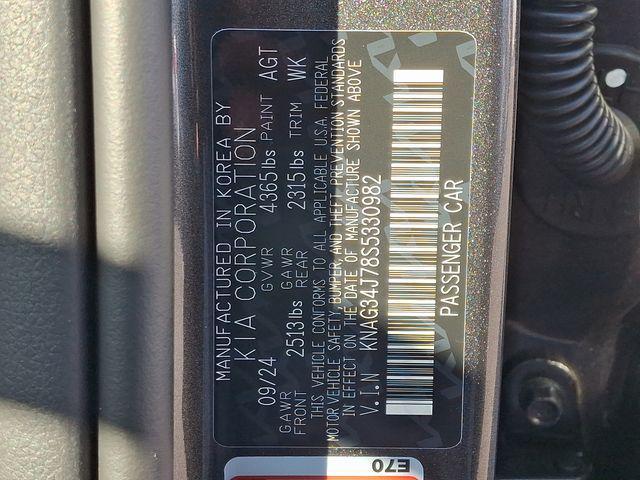 MANUFACTURED IN KOREA BY
KIA CORPORATION
09/24 GVWR 4365lbs PAINT AGT
GAWR FRONT 2513lbs GAWR REAR 2315lbs TRIM WK
THIS VEHICLE CONFORMS TO ALL APPLICABLE U.S.A. FEDERAL
MOTOR VEHICLE SAFETY, BUMPER, AND THEFT PREVENTION STANDARDS
IN EFFECT ON THE DATE OF MANUFACTURE SHOWN ABOVE
V.I.N KNAG34J78S5330982
PASSENGER CAR
E70